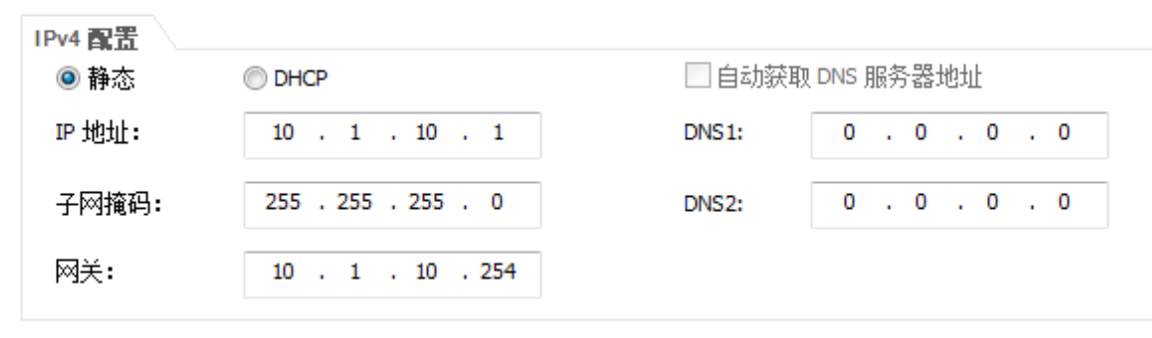 IPv4 配置
静态 DHCP 自动获取 DNS 服务器地址
IP 地址: 10 . 1 . 10 . 1 DNS1: 0 . 0 . 0 . 0
子网掩码: 255 . 255 . 255 . 0 DNS2: 0 . 0 . 0 . 0
网关: 10 . 1 . 10 . 254